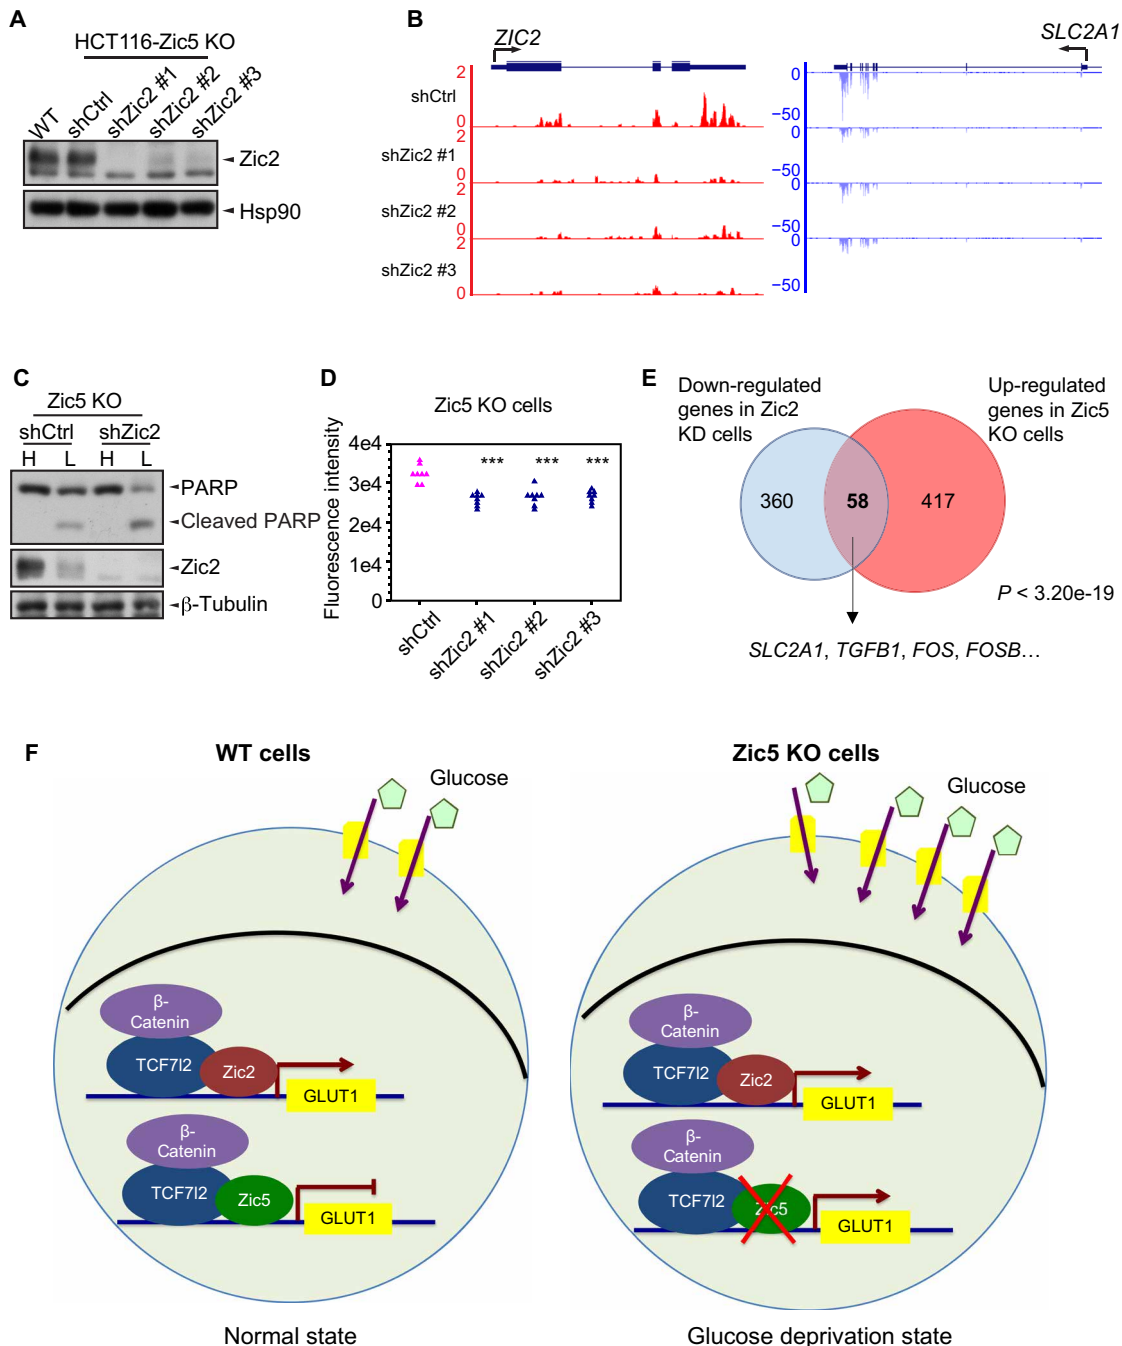 A
HCT116-Zic5 KO
WT
shCtrl
shZic2 #1
shZic2 #2
shZic2 #3
Zic2
Hsp90
B
ZIC2
SLC2A1
shCtrl
2
0
0
−50
shZic2 #1
2
0
0
−50
shZic2 #2
2
0
0
−50
shZic2 #3
2
0
0
−50
C
Zic5 KO
shCtrl shZic2
H L H L
PARP
Cleaved PARP
Zic2
β-Tubulin
D
Zic5 KO cells
Fluorescence intensity
4e4
3e4
2e4
1e4
0
*** *** ***
shCtrl
shZic2 #1
shZic2 #2
shZic2 #3
E
Down-regulated
genes in Zic2
KD cells
Up-regulated
genes in Zic5
KO cells
360 58 417
P < 3.20e-19
SLC2A1, TGFB1, FOS, FOSB…
F
WT cells
Glucose
β-
Catenin
TCF7l2
Zic2
GLUT1
β-
Catenin
TCF7l2
Zic5
GLUT1
Normal state
Zic5 KO cells
Glucose
β-
Catenin
TCF7l2
Zic2
GLUT1
β-
Catenin
TCF7l2
Zic5
GLUT1
Glucose deprivation state